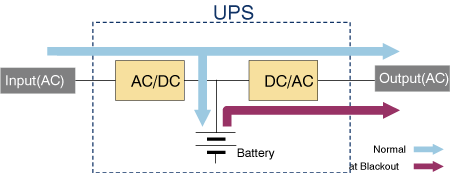 UPS
Input(AC)
AC/DC
DC/AC
Output(AC)
Battery
Normal
at Blackout